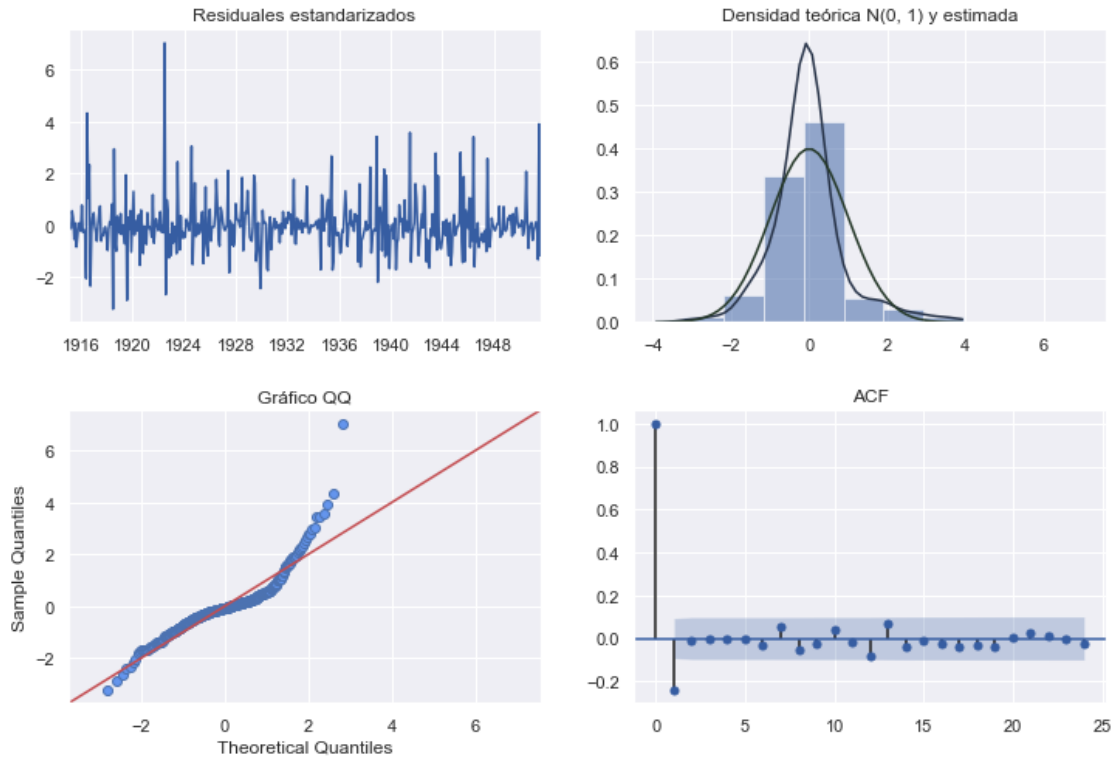 Residuales estandarizados
6
4
2
0
−2
1916 1920 1924 1928 1932 1936 1940 1944 1948
Densidad teórica N(0, 1) y estimada
0.6
0.5
0.4
0.3
0.2
0.1
0.0
−4 −2 0 2 4 6
Gráfico QQ
Sample Quantiles
6
4
2
0
−2
−2 0 2 4 6
Theoretical Quantiles
ACF
1.0
0.8
0.6
0.4
0.2
0.0
−0.2
0 5 10 15 20 25